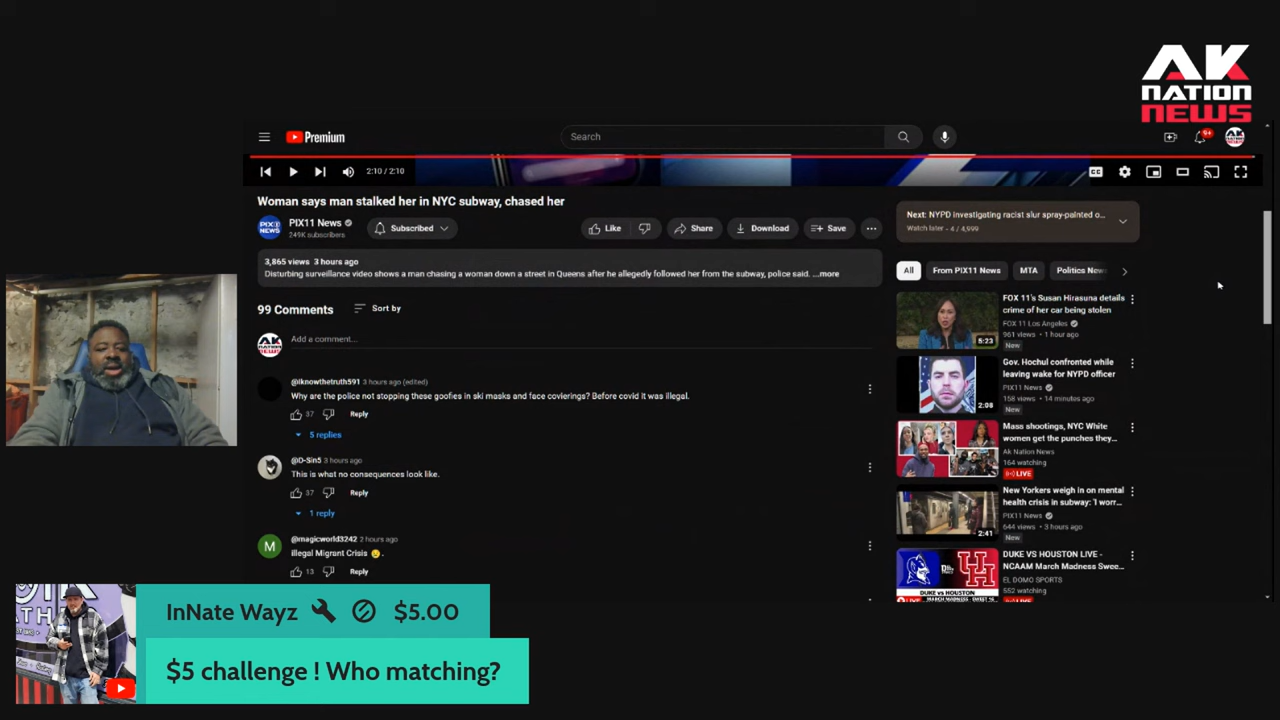 AK
NATION
NEWS
Premium
Search
9+
2:10 / 2:10
CC
Woman says man stalked her in NYC subway, chased her
PIX11 News
249K subscribers
Subscribed
Like
Share
Download
Save
3,865 views 3 hours ago
Disturbing surveillance video shows a man chasing a woman down a street in Queens after he allegedly followed her from the subway, police said. ...more
99 Comments
Sort by
Add a comment...
@iknowthetruth591 3 hours ago (edited)
Why are the police not stopping these goofies in ski masks and face coverings? Before covid it was illegal.
37
Reply
5 replies
@D-Sin5 3 hours ago
This is what no consequences look like.
37
Reply
1 reply
M
@magicworld3242 2 hours ago
illegal Migrant Crisis 😉.
13
Reply
Next: NYPD investigating racist slur spray-painted o...
Watch later - 4 / 4,999
All
From PIX11 News
MTA
Politics New
FOX 11's Susan Hirasuna details
crime of her car being stolen
FOX 11 Los Angeles
961 views · 1 hour ago
New
5:23
Gov. Hochul confronted while
leaving wake for NYPD officer
PIX11 News
158 views · 14 minutes ago
New
2:08
Mass shootings, NYC White
women get the punches they...
Ak Nation News
164 watching
LIVE
New Yorkers weigh in on mental
health crisis in subway: 'I worr...
PIX11 News
644 views · 3 hours ago
New
2:41
DUKE VS HOUSTON LIVE -
NCAAM March Madness Swee...
EL DOMO SPORTS
552 watching
LIVE
InNate Wayz $5.00
$5 challenge ! Who matching?